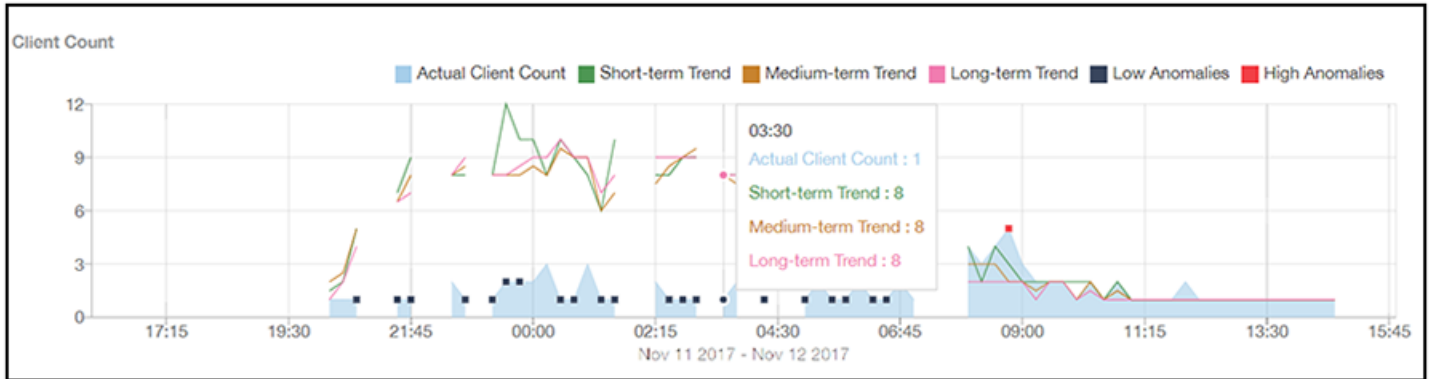 Client Count
Actual Client Count Short-term Trend Medium-term Trend Long-term Trend Low Anomalies High Anomalies
12
9
6
3
0
03:30
Actual Client Count : 1
Short-term Trend : 8
Medium-term Trend : 8
Long-term Trend : 8
17:15 19:30 21:45 00:00 02:15 04:30 06:45 09:00 11:15 13:30 15:45
Nov 11 2017 - Nov 12 2017